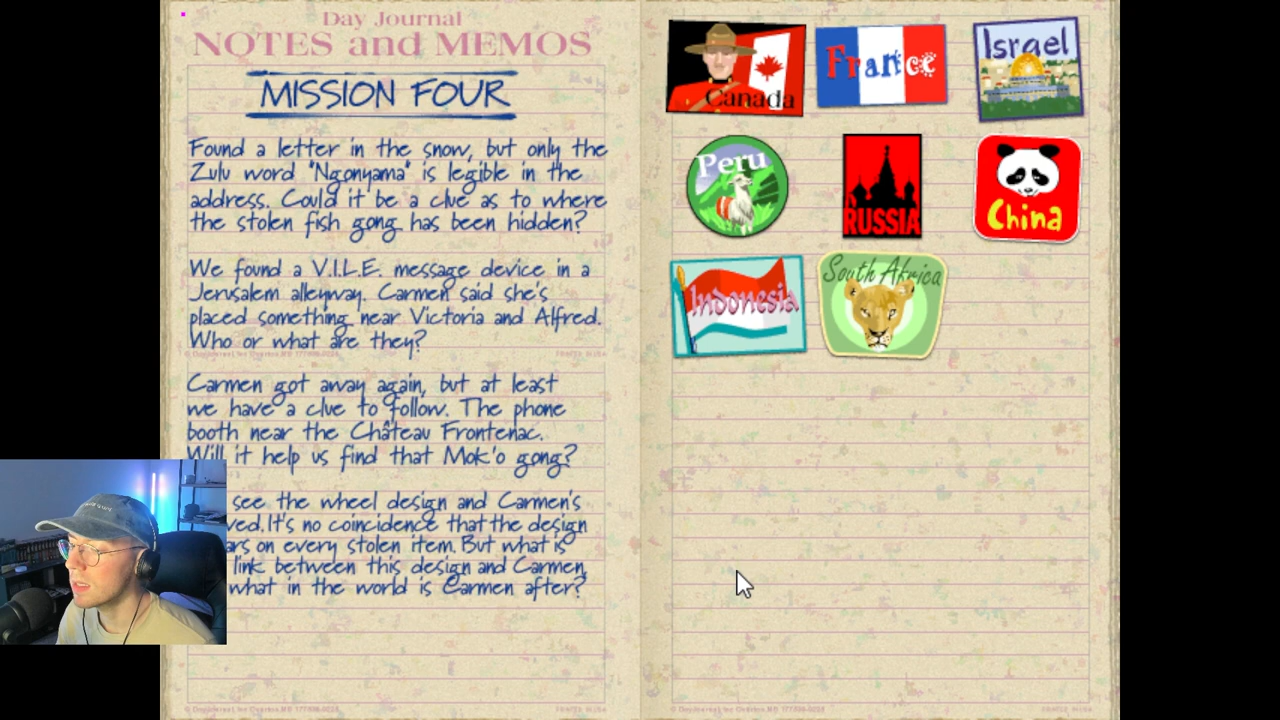 Day Journal
NOTES and MEMOS
MISSION FOUR
Found a letter in the snow, but only the
Zulu word "Ngonyama" is legible in the
address. Could it be a clue as to where
the stolen fish gong has been hidden?
We found a V.I.L.E. message device in a
Jerusalem alleyway. Carmen said she's
placed something near Victoria and Alfred.
Who or what are they?
Carmen got away again, but at least
we have a clue to follow. The phone
booth near the Château Frontenac.
Will it help us find that Mok'o gong?
see the wheel design and Carmen's
It's no coincidence that the design
on every stolen item. But what is
link between this design and Carmen,
what in the world is Carmen after?
Canada
France
Israel
Peru
RUSSIA
China
Indonesia
South Africa